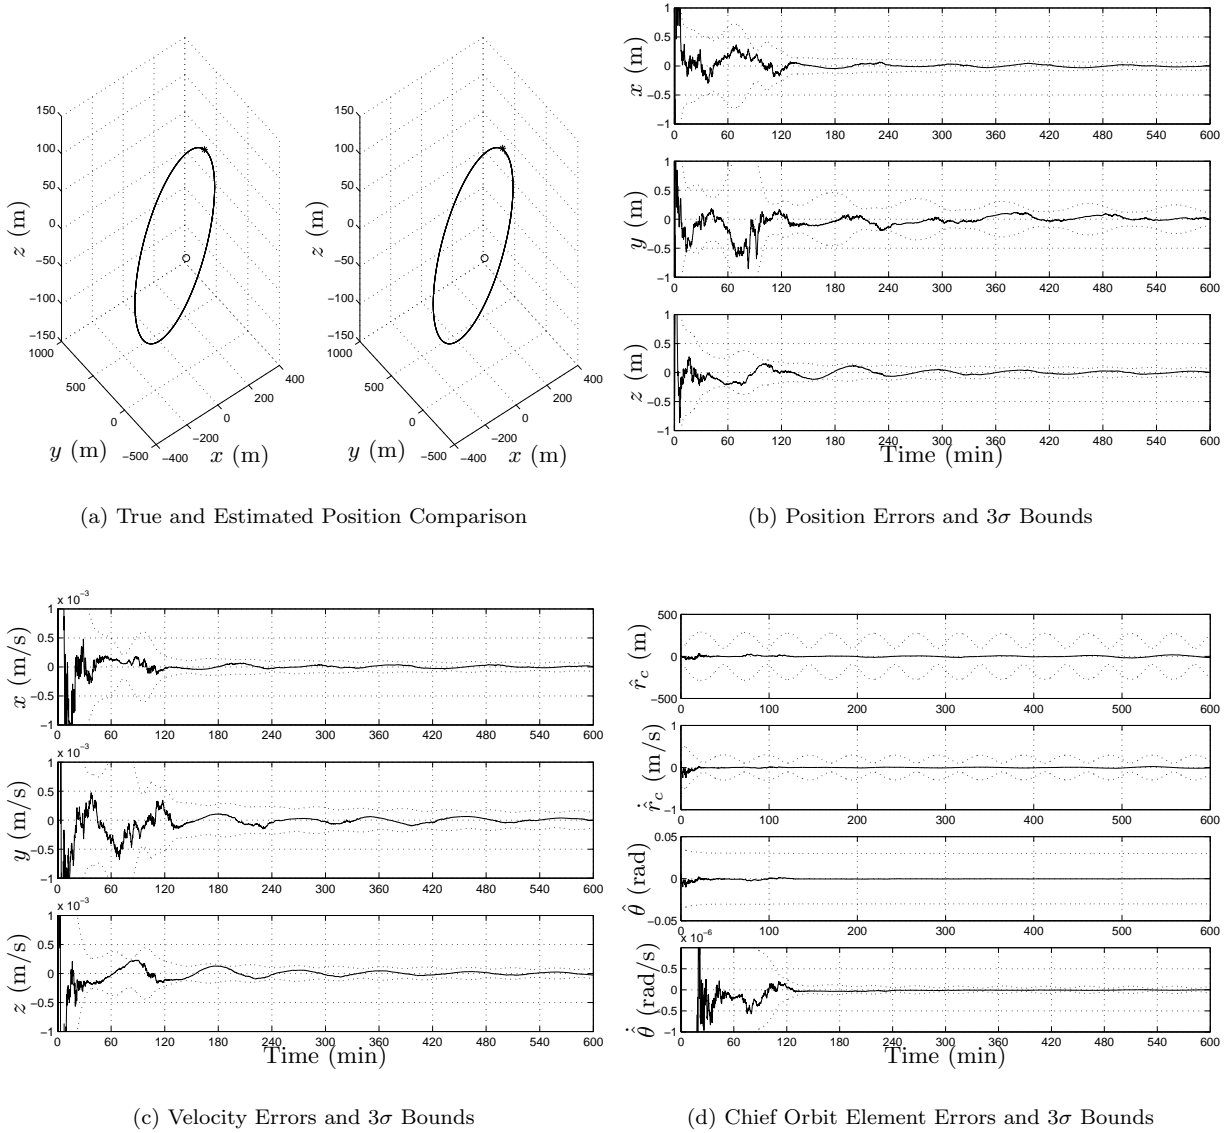 150
100
50
0
−50
−100
−150
1000
500
0
−500
−400
−200
0
200
400
z (m)
y (m)
x (m)
150
100
50
0
−50
−100
−150
1000
500
0
−500
−400
−200
0
200
400
z (m)
y (m)
x (m)
(a) True and Estimated Position Comparison
1
0.5
0
−0.5
−1
x (m)
0 60 120 180 240 300 360 420 480 540 600
1
0.5
0
−0.5
−1
y (m)
0 60 120 180 240 300 360 420 480 540 600
1
0.5
0
−0.5
−1
z (m)
0 60 120 180 240 300 360 420 480 540 600
Time (min)
(b) Position Errors and 3σ Bounds
x 10⁻³
1
0.5
0
−0.5
−1
x (m/s)
0 60 120 180 240 300 360 420 480 540 600
x 10⁻³
1
0.5
0
−0.5
−1
y (m/s)
0 60 120 180 240 300 360 420 480 540 600
x 10⁻³
1
0.5
0
−0.5
−1
z (m/s)
0 60 120 180 240 300 360 420 480 540 600
Time (min)
(c) Velocity Errors and 3σ Bounds
500
0
−500
r̂_c (m)
0 100 200 300 400 500 600
1
0
−1
ṙ̂_c (m/s)
0 100 200 300 400 500 600
0.05
0
−0.05
θ̂ (rad)
0 100 200 300 400 500 600
x 10⁻⁶
1
0.5
0
−0.5
−1
θ̂̇ (rad/s)
0 60 120 180 240 300 360 420 480 540 600
Time (min)
(d) Chief Orbit Element Errors and 3σ Bounds